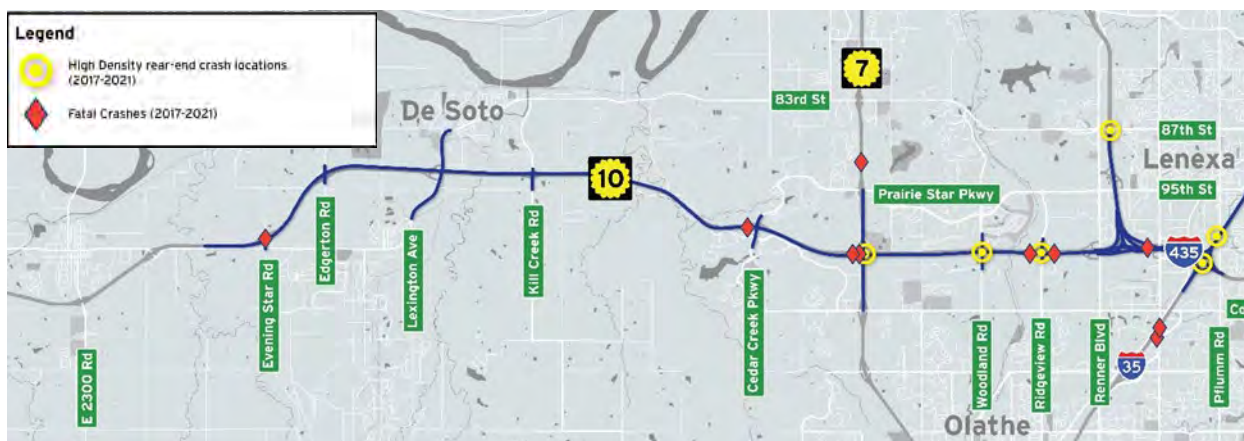 Legend
High Density rear-end crash locations
(2017-2021)
Fatal Crashes (2017-2021)
De Soto
7
83rd St
87th St
Lenexa
95th St
Prairie Star Pkwy
10
435
Edgerton Rd
Lexington Ave
Kill Creek Rd
Evening Star Rd
E 2300 Rd
Cedar Creek Pkwy
Woodland Rd
Ridgeview Rd
Renner Blvd
Pflumm Rd
Co
35
Olathe